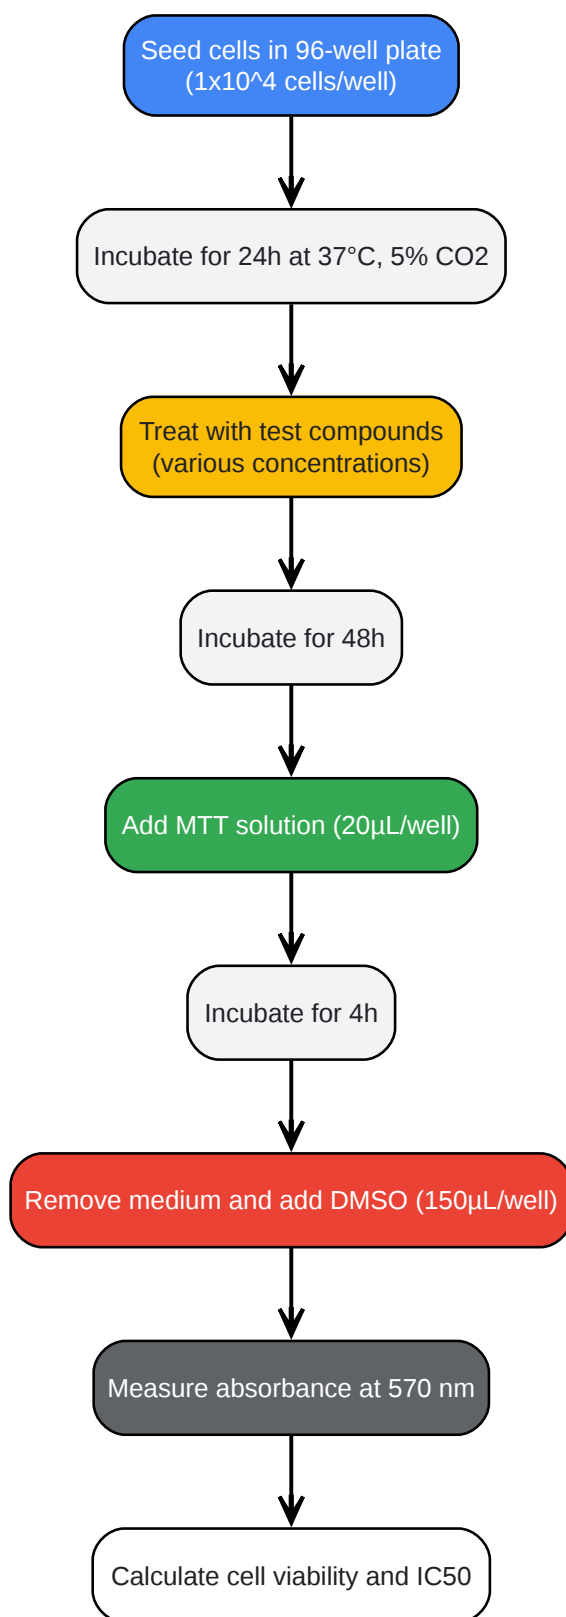 Seed cells in 96-well plate
(1x10^4 cells/well)
Incubate for 24h at 37°C, 5% CO2
Treat with test compounds
(various concentrations)
Incubate for 48h
Add MTT solution (20µL/well)
Incubate for 4h
Remove medium and add DMSO (150µL/well)
Measure absorbance at 570 nm
Calculate cell viability and IC50